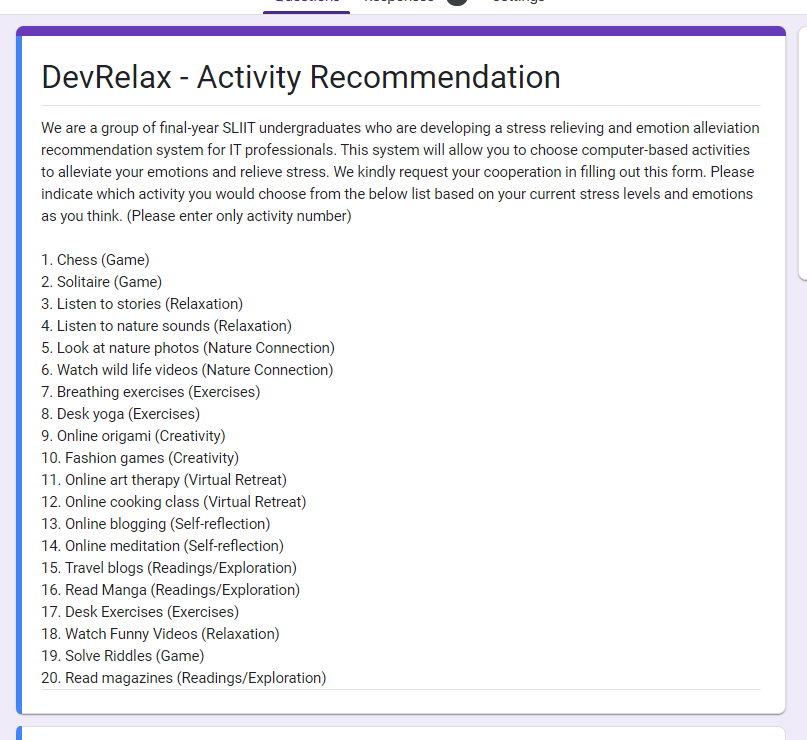 Questions
Responses
Settings
DevRelax - Activity Recommendation
We are a group of final-year SLIIT undergraduates who are developing a stress relieving and emotion alleviation
recommendation system for IT professionals. This system will allow you to choose computer-based activities
to alleviate your emotions and relieve stress. We kindly request your cooperation in filling out this form. Please
indicate which activity you would choose from the below list based on your current stress levels and emotions
as you think. (Please enter only activity number)
1. Chess (Game)
2. Solitaire (Game)
3. Listen to stories (Relaxation)
4. Listen to nature sounds (Relaxation)
5. Look at nature photos (Nature Connection)
6. Watch wild life videos (Nature Connection)
7. Breathing exercises (Exercises)
8. Desk yoga (Exercises)
9. Online origami (Creativity)
10. Fashion games (Creativity)
11. Online art therapy (Virtual Retreat)
12. Online cooking class (Virtual Retreat)
13. Online blogging (Self-reflection)
14. Online meditation (Self-reflection)
15. Travel blogs (Readings/Exploration)
16. Read Manga (Readings/Exploration)
17. Desk Exercises (Exercises)
18. Watch Funny Videos (Relaxation)
19. Solve Riddles (Game)
20. Read magazines (Readings/Exploration)